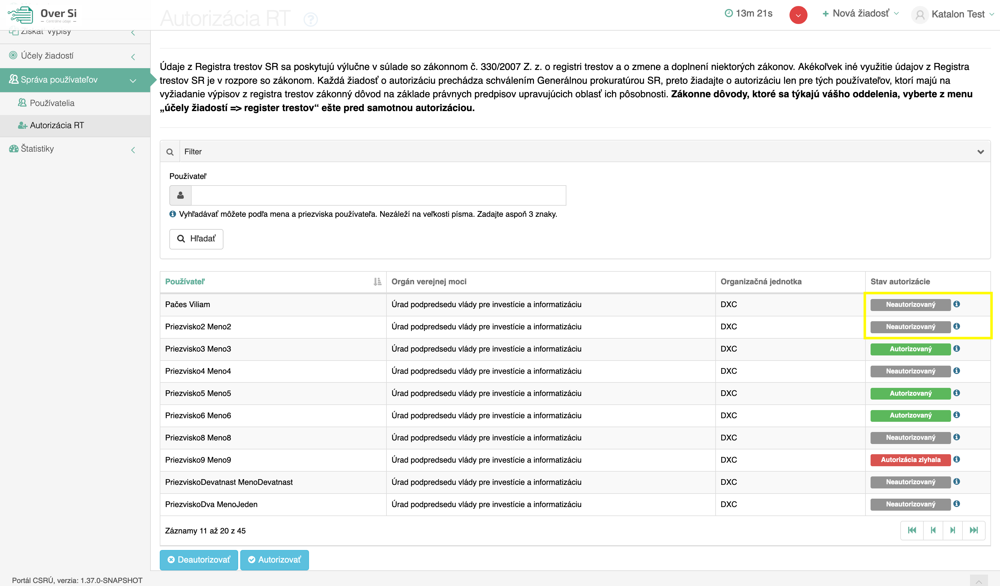 Over Si
Centrálne údaje
Autorizácia RT
13m 21s
Nová žiadosť
Katalon Test
Získať výpisy
Účely žiadostí
Správa používateľov
Používatelia
Autorizácia RT
Štatistiky
Údaje z Registra trestov SR sa poskytujú výlučne v súlade so zákonnom č. 330/2007 Z. z. o registri trestov a o zmene a doplnení niektorých zákonov. Akékoľvek iné využitie údajov z Registra
trestov SR je v rozpore so zákonom. Každá žiadosť o autorizáciu prechádza schválením Generálnou prokuratúrou SR, preto žiadajte o autorizáciu len pre tých používateľov, ktorí majú na
vyžiadanie výpisov z registra trestov zákonný dôvod na základe právnych predpisov upravujúcich oblasť ich pôsobnosti. Zákonne dôvody, ktoré sa týkajú vášho oddelenia, vyberte z menu
„účely žiadostí => register trestov“ ešte pred samotnou autorizáciou.
Filter
Používateľ
Vyhľadávať môžete podľa mena a priezviska používateľa. Nezáleží na veľkosti písma. Zadajte aspoň 3 znaky.
Hľadať
Používateľ Orgán verejnej moci Organizačná jednotka Stav autorizácie
Pačes Viliam Úrad podpredsedu vlády pre investície a informatizáciu DXC Neautorizovaný
Priezvisko2 Meno2 Úrad podpredsedu vlády pre investície a informatizáciu DXC Neautorizovaný
Priezvisko3 Meno3 Úrad podpredsedu vlády pre investície a informatizáciu DXC Autorizovaný
Priezvisko4 Meno4 Úrad podpredsedu vlády pre investície a informatizáciu DXC Neautorizovaný
Priezvisko5 Meno5 Úrad podpredsedu vlády pre investície a informatizáciu DXC Autorizovaný
Priezvisko6 Meno6 Úrad podpredsedu vlády pre investície a informatizáciu DXC Autorizovaný
Priezvisko8 Meno8 Úrad podpredsedu vlády pre investície a informatizáciu DXC Neautorizovaný
Priezvisko9 Meno9 Úrad podpredsedu vlády pre investície a informatizáciu DXC Autorizácia zlyhala
PriezviskoDevatnast MenoDevatnast Úrad podpredsedu vlády pre investície a informatizáciu DXC Neautorizovaný
PriezviskoDva MenoJeden Úrad podpredsedu vlády pre investície a informatizáciu DXC Neautorizovaný
Záznamy 11 až 20 z 45
Deautorizovať Autorizovať
Portál CSRÚ, verzia: 1.37.0-SNAPSHOT